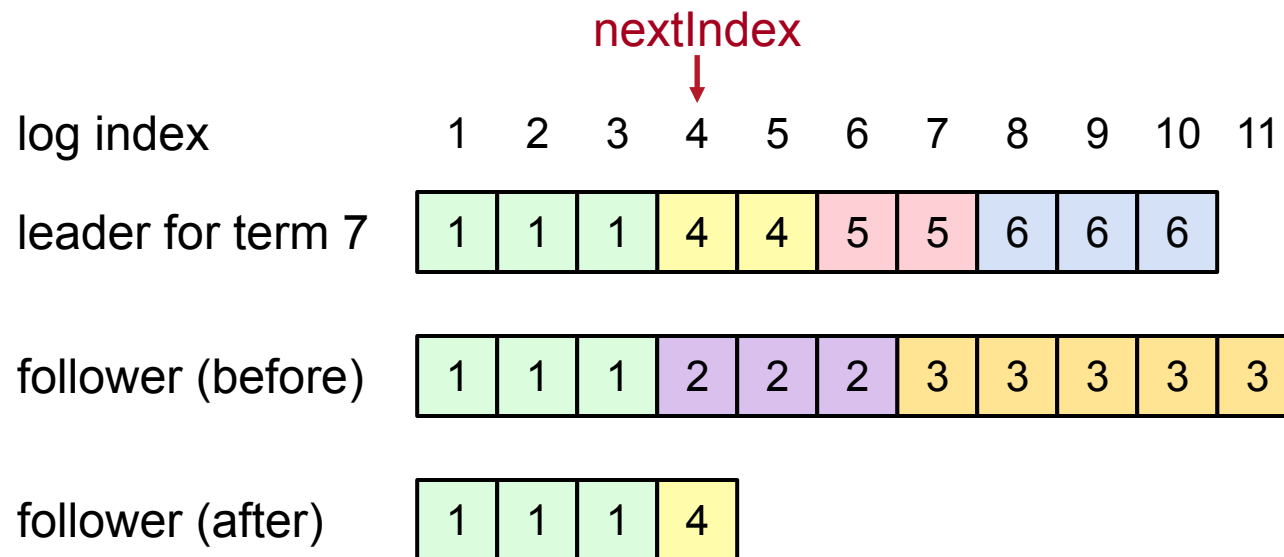 nextIndex
log index 1 2 3 4 5 6 7 8 9 10 11
leader for term 7 1 1 1 4 4 5 5 6 6 6
follower (before) 1 1 1 2 2 2 3 3 3 3 3
follower (after) 1 1 1 4